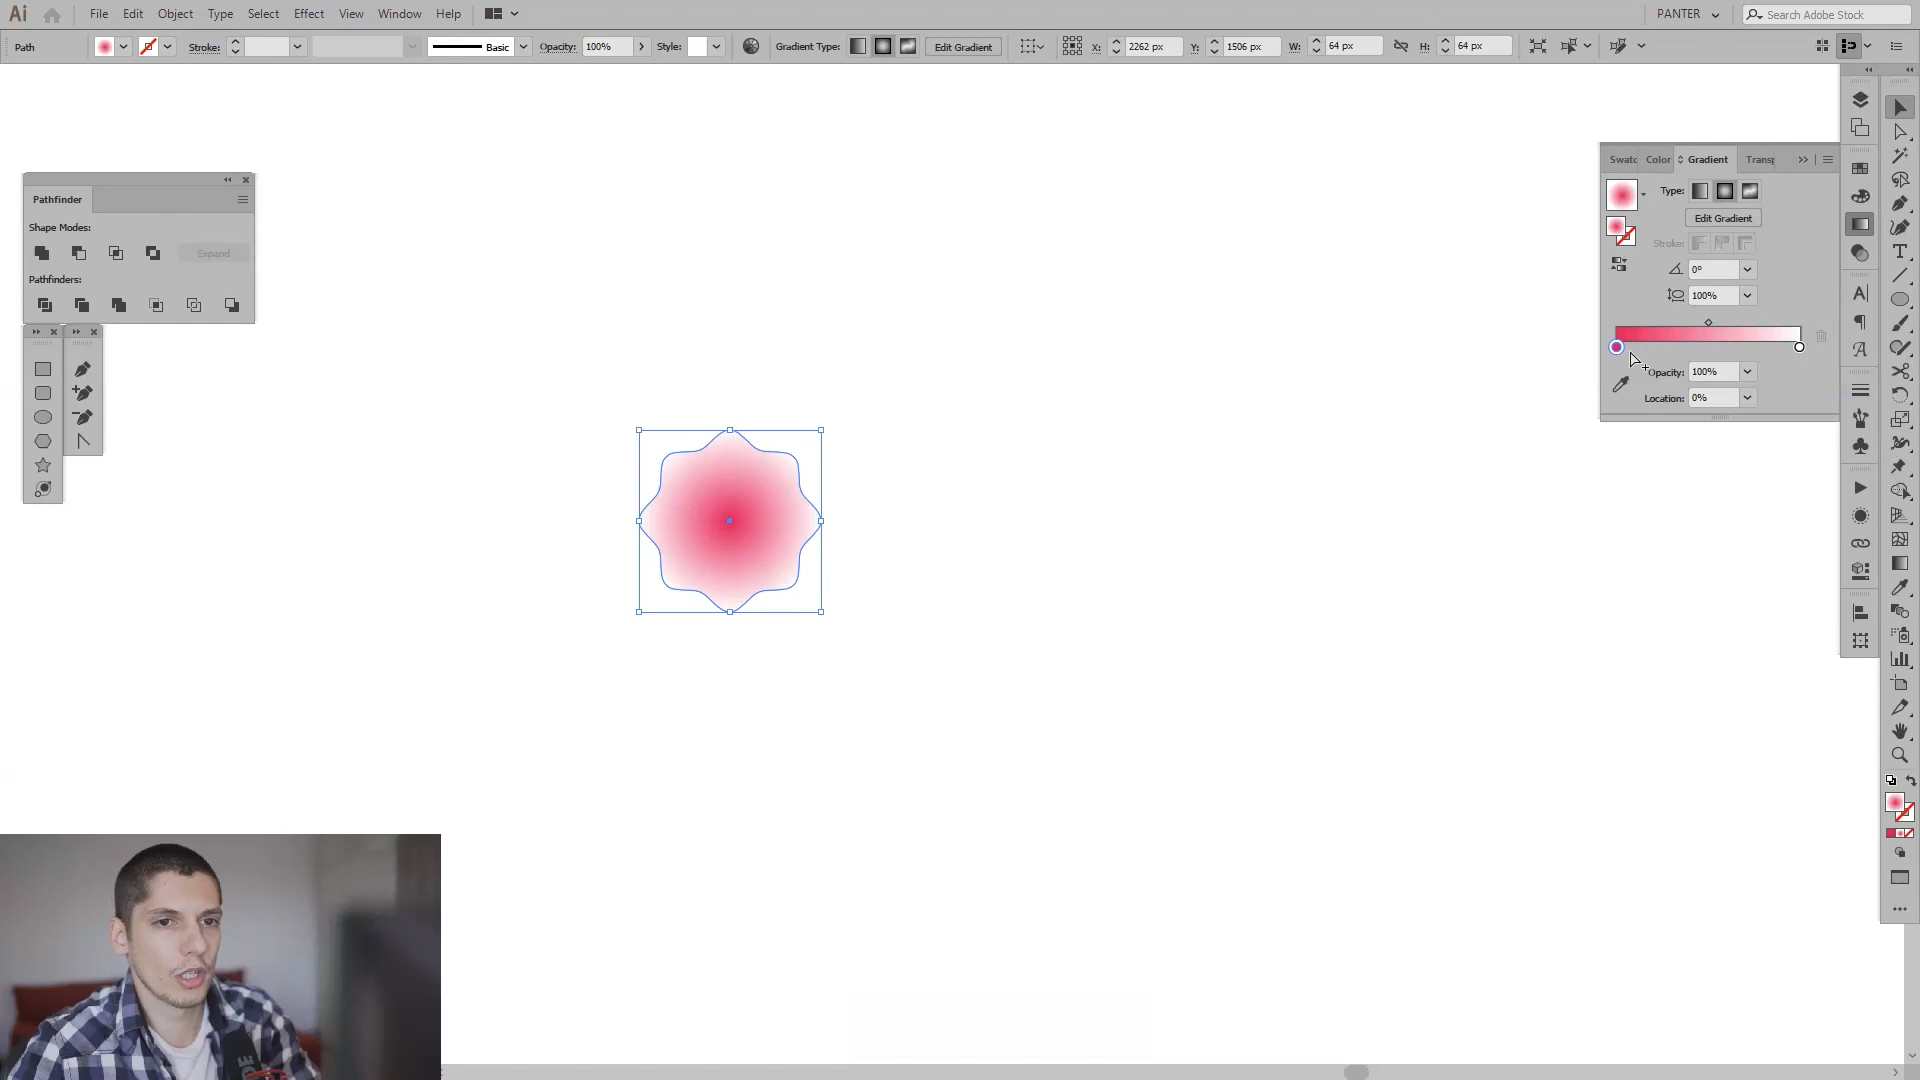 Ai File Edit Object Type Select Effect View Window Help PANTER Search Adobe Stock
Path Stroke: Basic Opacity: 100% Style: Gradient Type: Edit Gradient X: 2262 px Y: 1506 px W: 64 px H: 64 px
Swatc Color Gradient Transp
Type:
Edit Gradient
Stroke:
0°
100%
Opacity: 100%
Location: 0%
Pathfinder
Shape Modes:
Expand
Pathfinders: